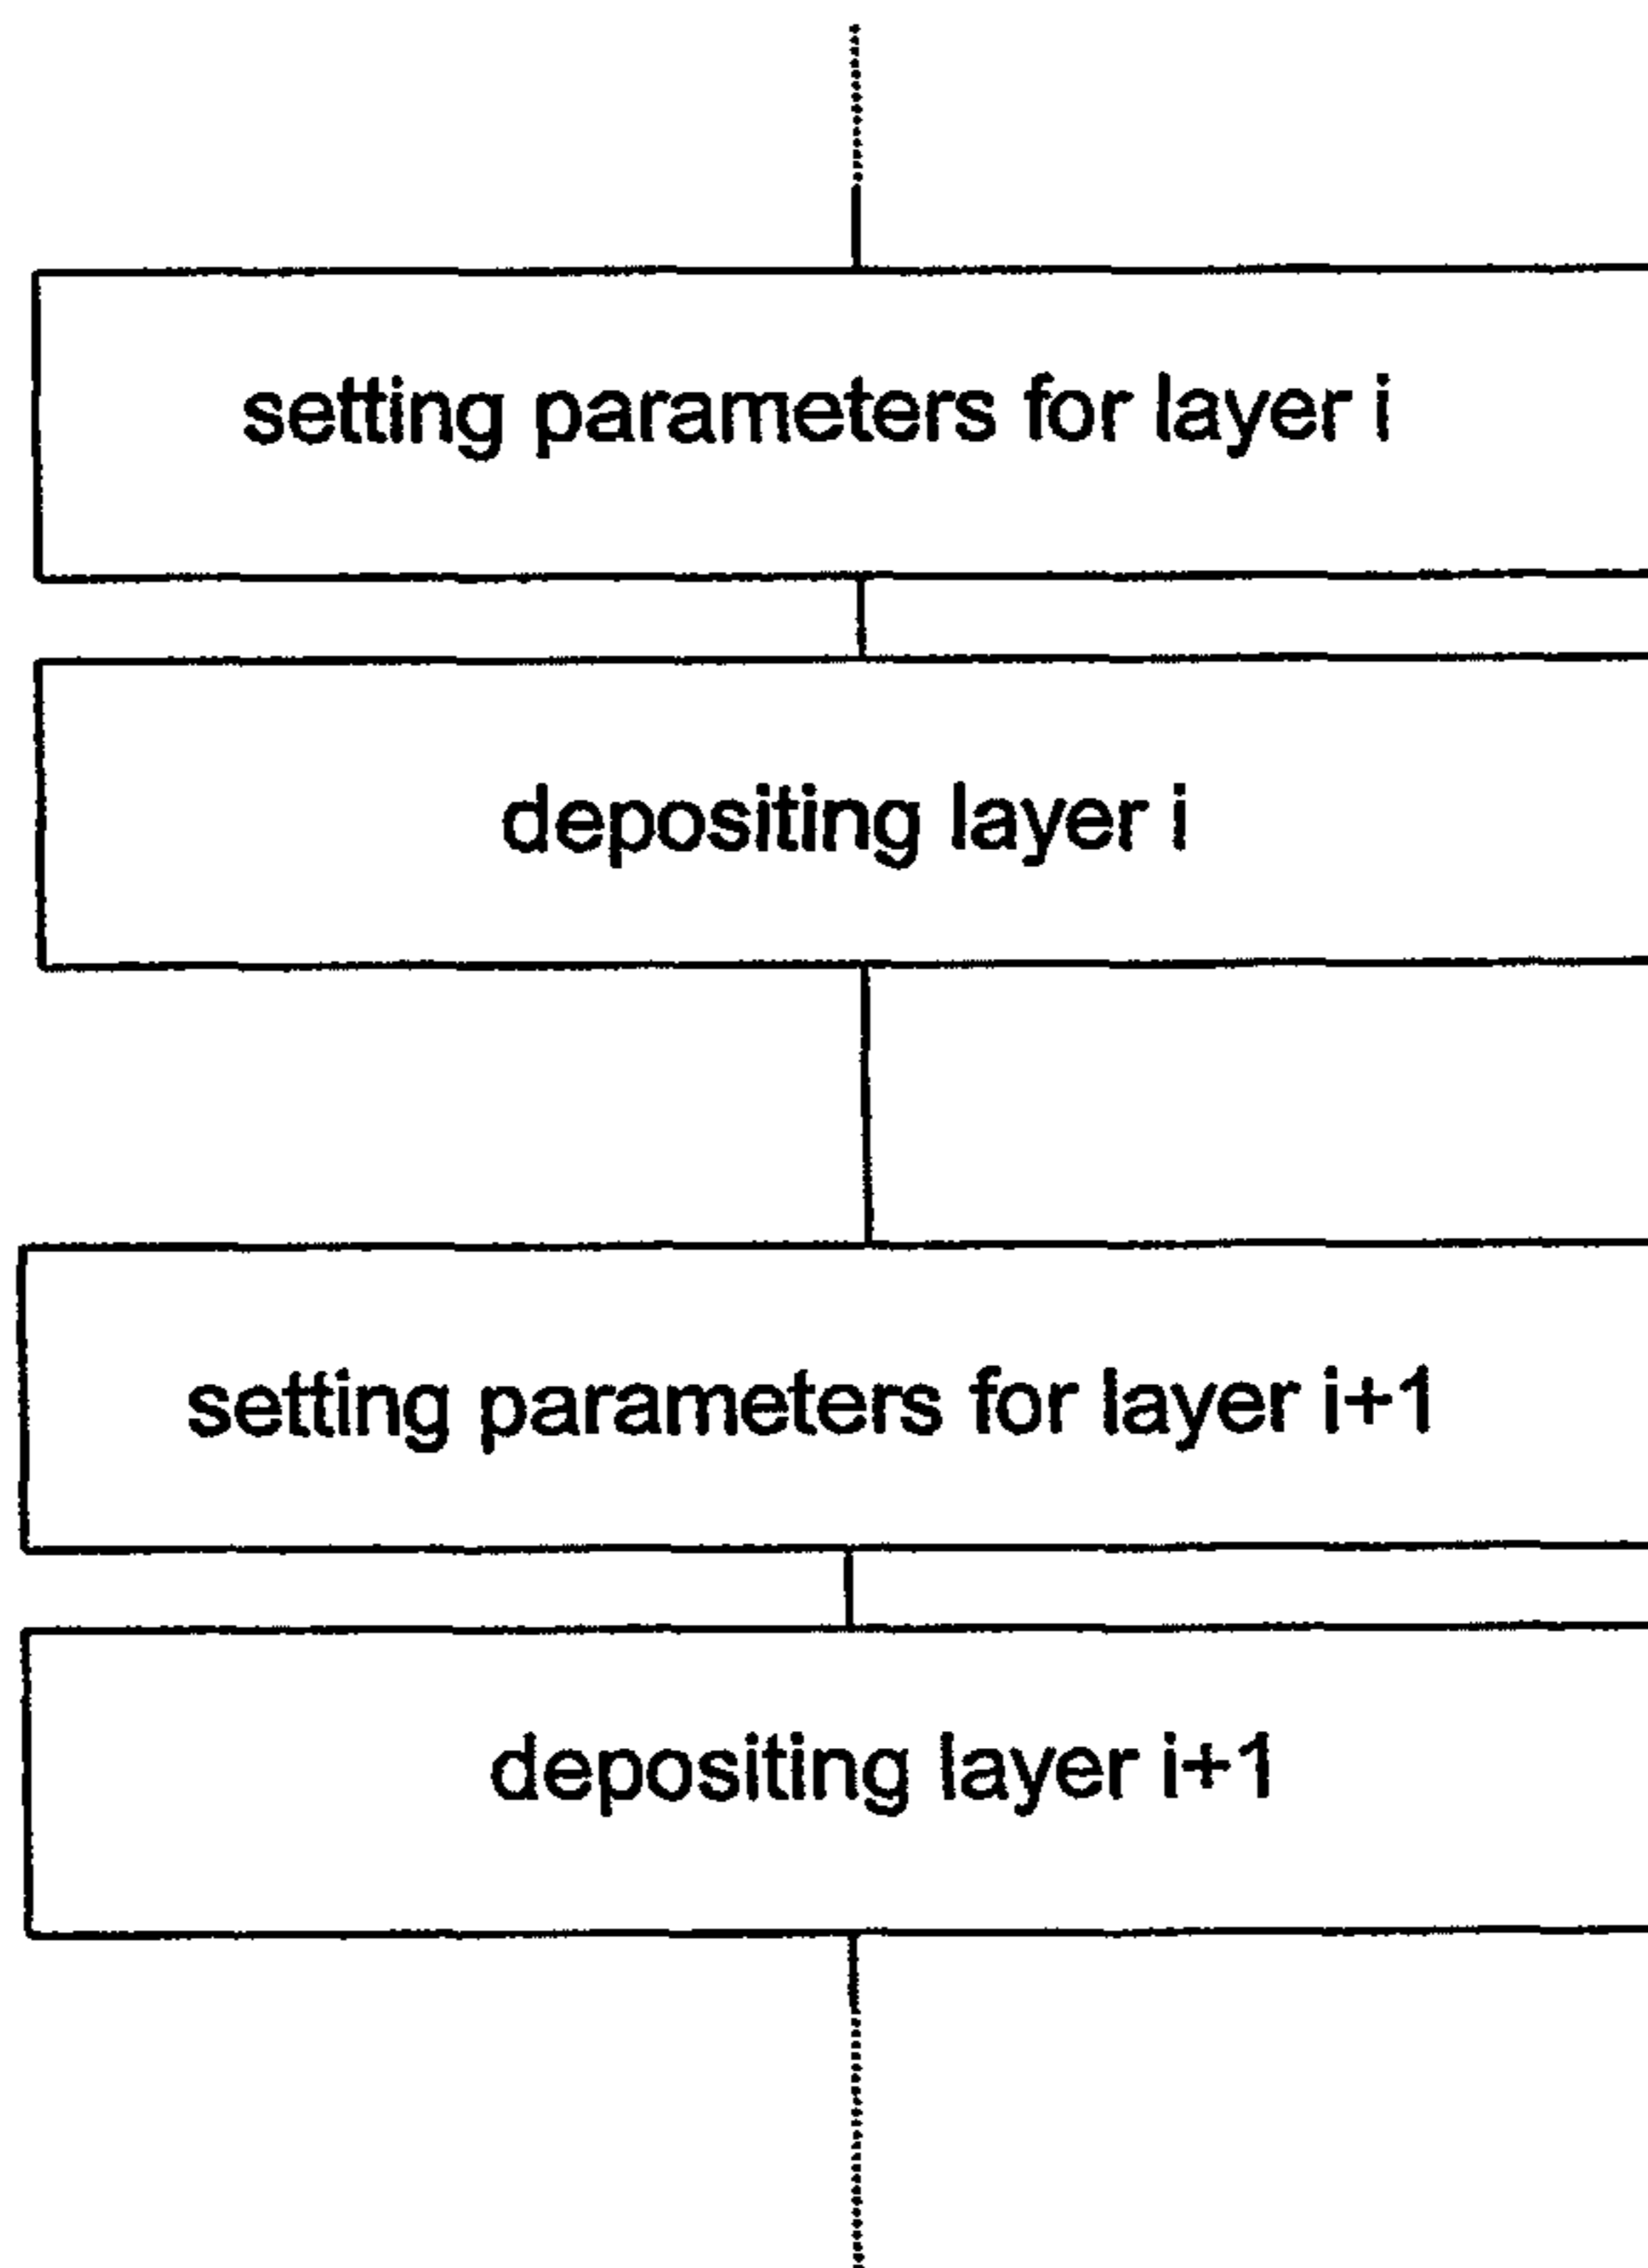 setting parameters for layer i
depositing layer i
setting parameters for layer i+1
depositing layer i+1